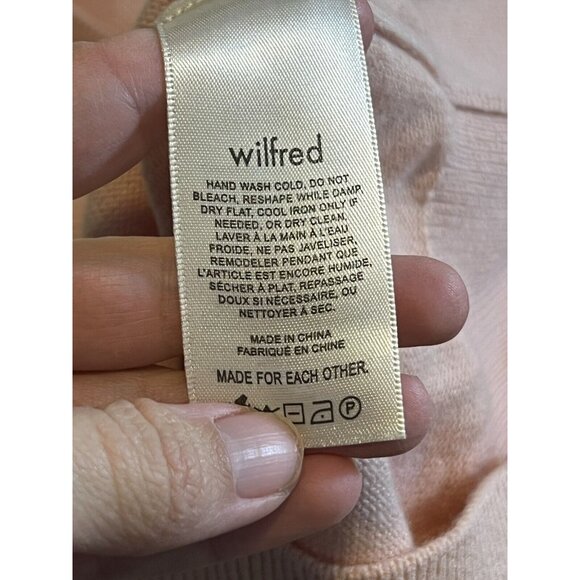 wilfred
HAND WASH COLD, DO NOT
BLEACH, RESHAPE WHILE DAMP.
DRY FLAT, COOL IRON ONLY IF
NEEDED, OR DRY CLEAN.
LAVER À LA MAIN À L'EAU
FROIDE, NE PAS JAVELISER,
REMODELER PENDANT QUE
L'ARTICLE EST ENCORE HUMIDE,
SÉCHER À PLAT, REPASSAGE
DOUX SI NÉCESSAIRE, OU
NETTOYER À SEC.
MADE IN CHINA
FABRIQUÉ EN CHINE
MADE FOR EACH OTHER.
P